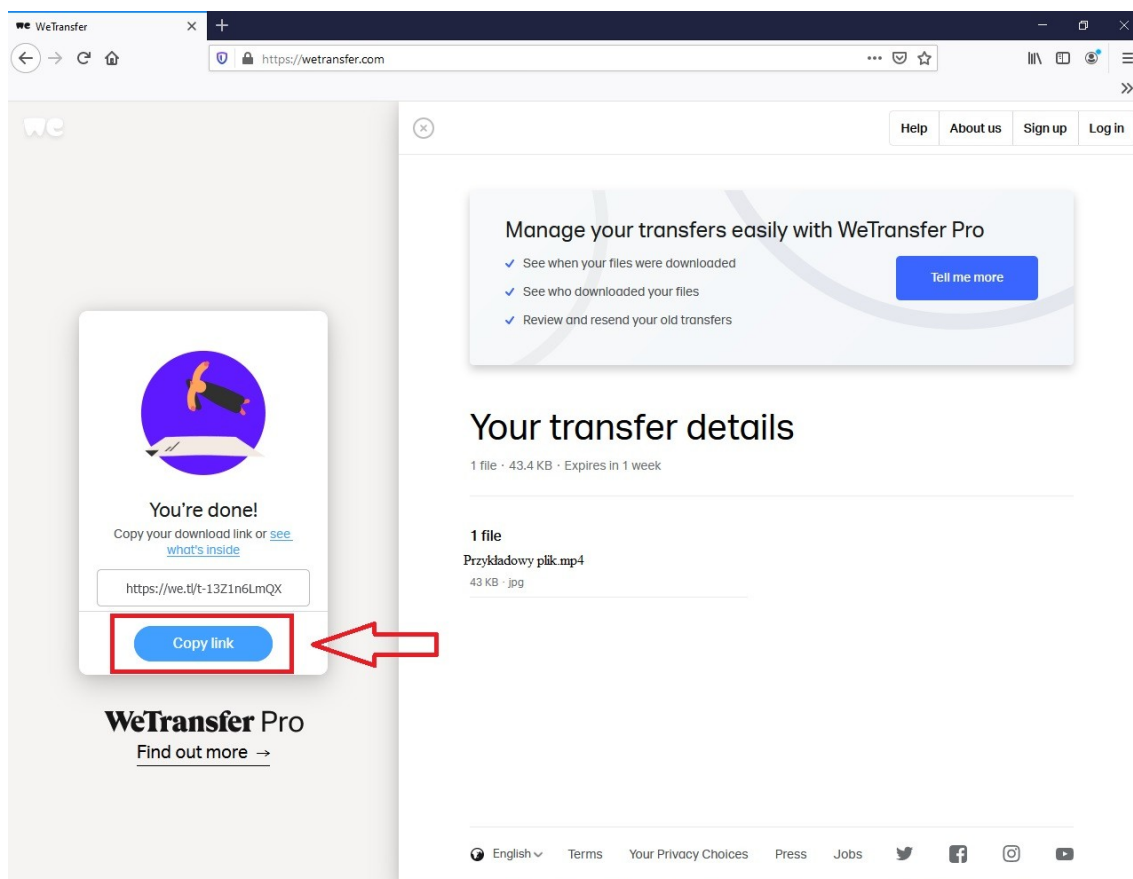 we WeTransfer
https://wetransfer.com
we
Help About us Sign up Log in
Manage your transfers easily with WeTransfer Pro
See when your files were downloaded
See who downloaded your files
Review and resend your old transfers
Tell me more
You're done!
Copy your download link or see
what's inside
https://we.tl/t-13Z1n6LmQX
Copy link
WeTransfer Pro
Find out more →
Your transfer details
1 file · 43.4 KB · Expires in 1 week
1 file
Przykładowy plik.mp4
43 KB · jpg
English Terms Your Privacy Choices Press Jobs